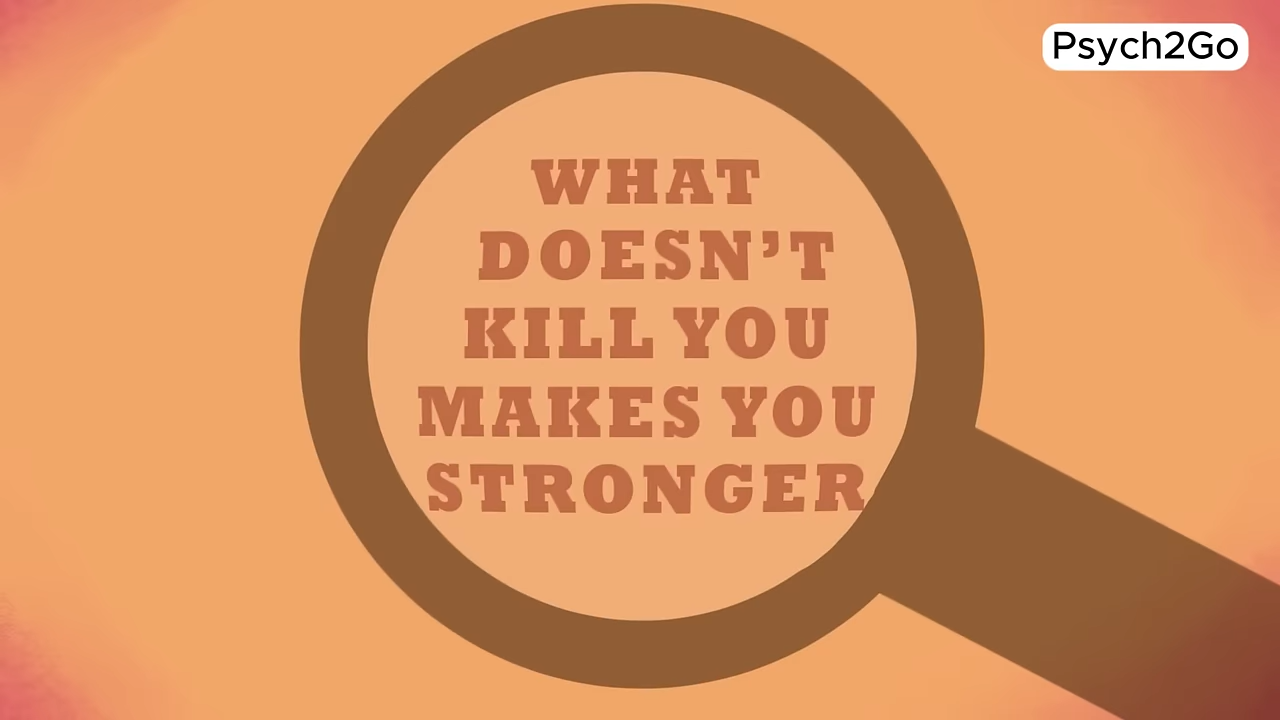 Psych2Go
WHAT
DOESN’T
KILL YOU
MAKES YOU
STRONGER